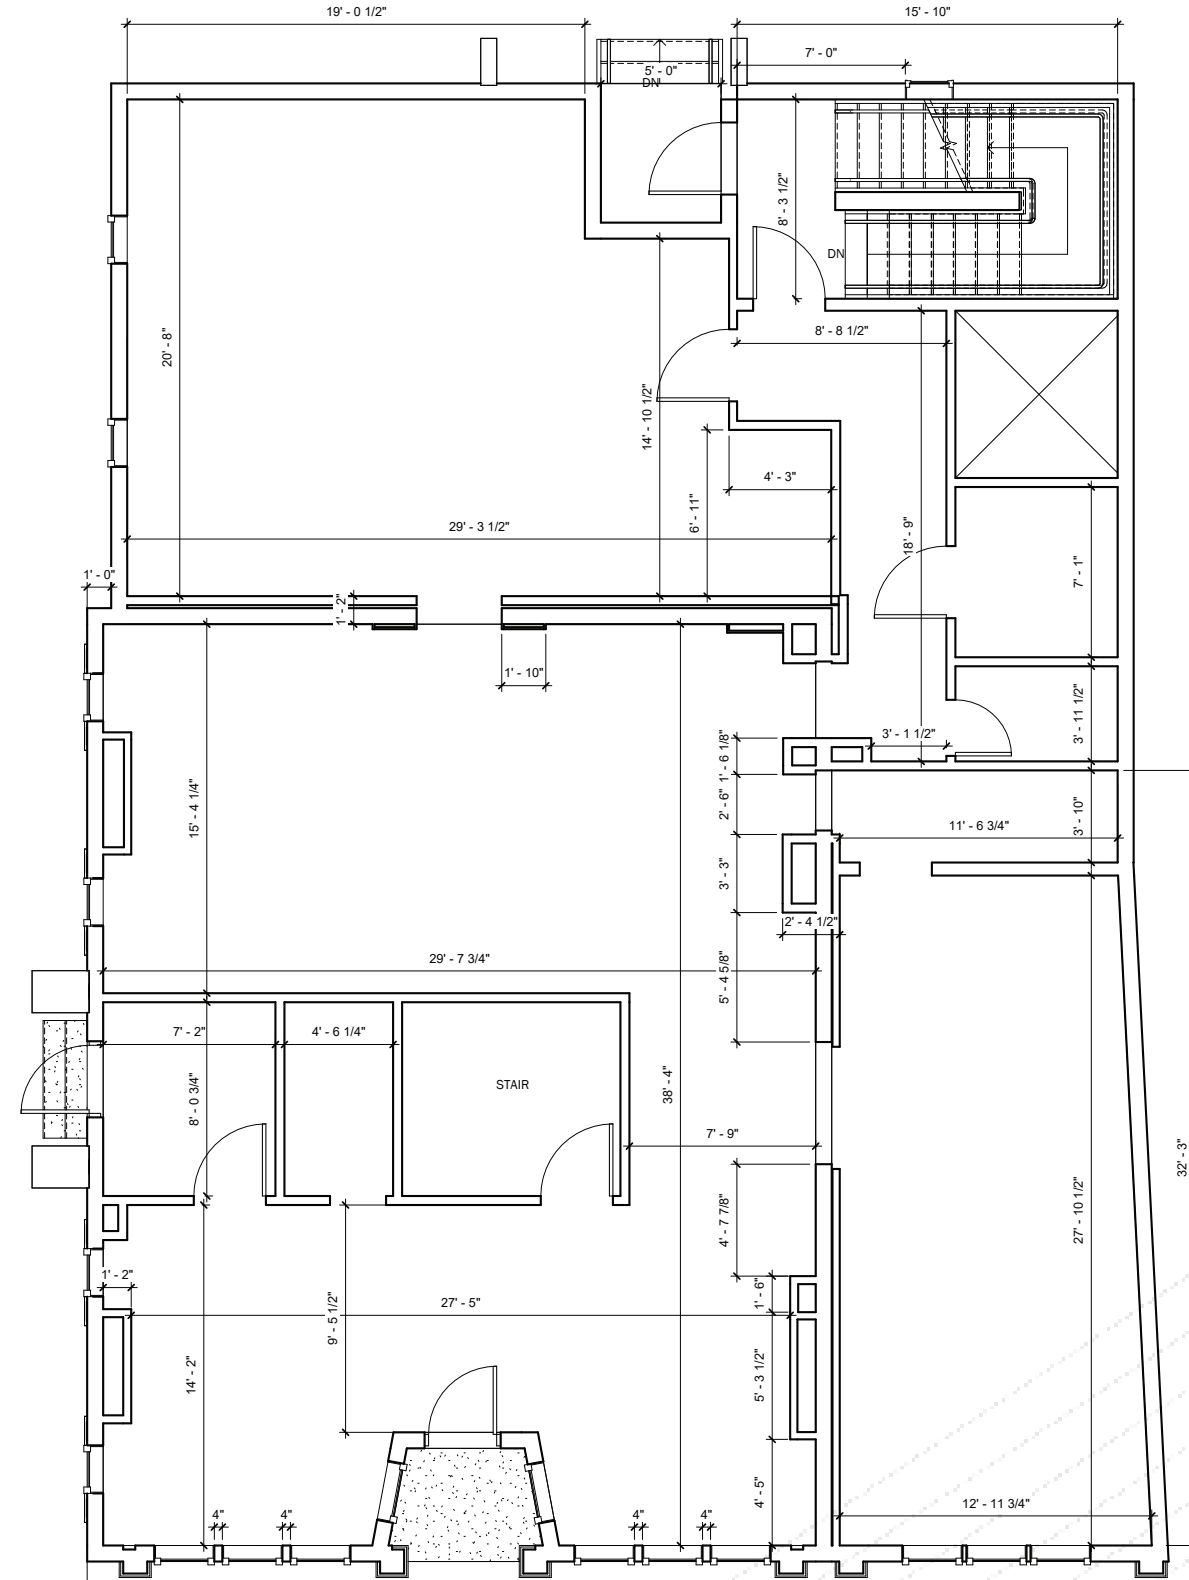 19' - 0 1/2"
15' - 10"
7' - 0"
5' - 0"
DN
8' - 3 1/2"
DN
20' - 8"
14' - 10 1/2"
8' - 8 1/2"
4' - 3"
6' - 11"
29' - 3 1/2"
18' - 9"
7' - 1"
1' - 0"
1' - 2"
1' - 10"
3' - 11 1/2"
3' - 1 1/2"
1' - 6 1/8"
2' - 6"
15' - 4 1/4"
3' - 10"
11' - 6 3/4"
3' - 3"
2' - 4 1/2"
29' - 7 3/4"
5' - 4 5/8"
7' - 2"
4' - 6 1/4"
STAIR
38' - 4"
8' - 0 3/4"
7' - 9"
32' - 3"
4' - 7 7/8"
27' - 10 1/2"
1' - 2"
27' - 5"
1' - 6"
9' - 5 1/2"
14' - 2"
5' - 3 1/2"
4' - 5"
12' - 11 3/4"
4"
4"
4"
4"